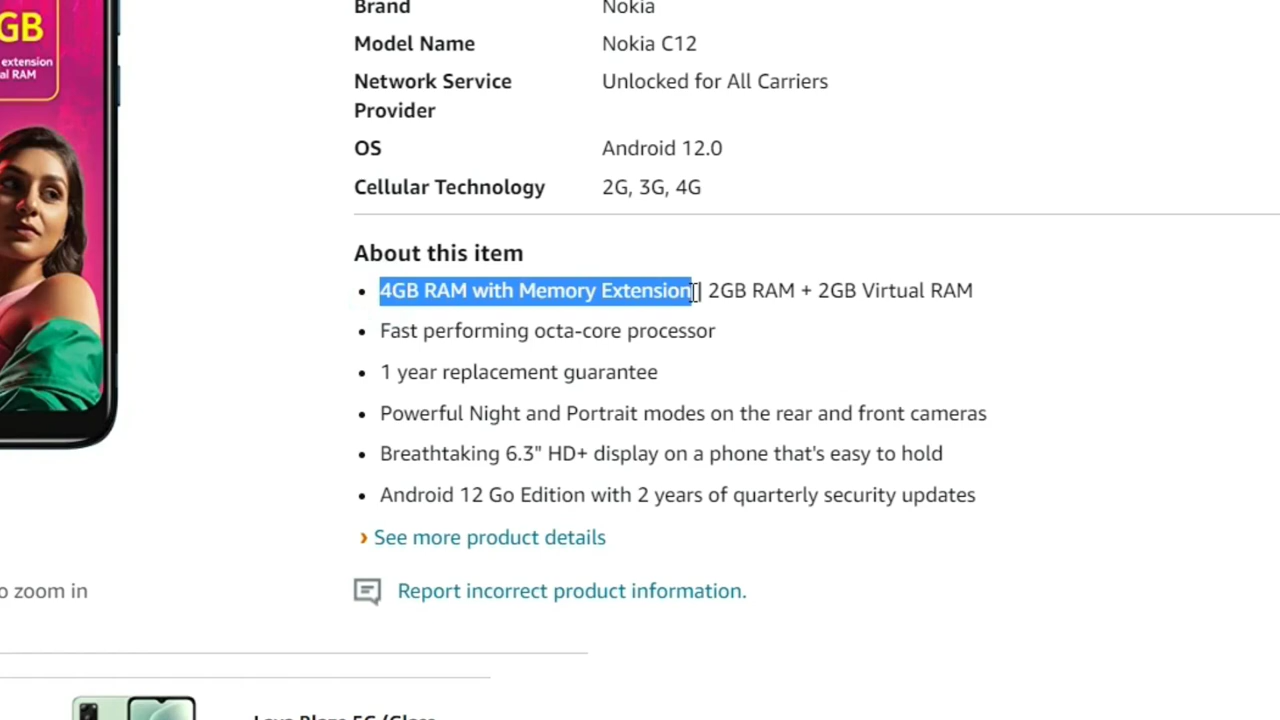 GB
extension
al RAM
Brand Nokia
Model Name Nokia C12
Network Service Unlocked for All Carriers
Provider
OS Android 12.0
Cellular Technology 2G, 3G, 4G
About this item
• 4GB RAM with Memory Extension | 2GB RAM + 2GB Virtual RAM
• Fast performing octa-core processor
• 1 year replacement guarantee
• Powerful Night and Portrait modes on the rear and front cameras
• Breathtaking 6.3" HD+ display on a phone that's easy to hold
• Android 12 Go Edition with 2 years of quarterly security updates
› See more product details
o zoom in
Report incorrect product information.
Lava Blaze 5G (Glass